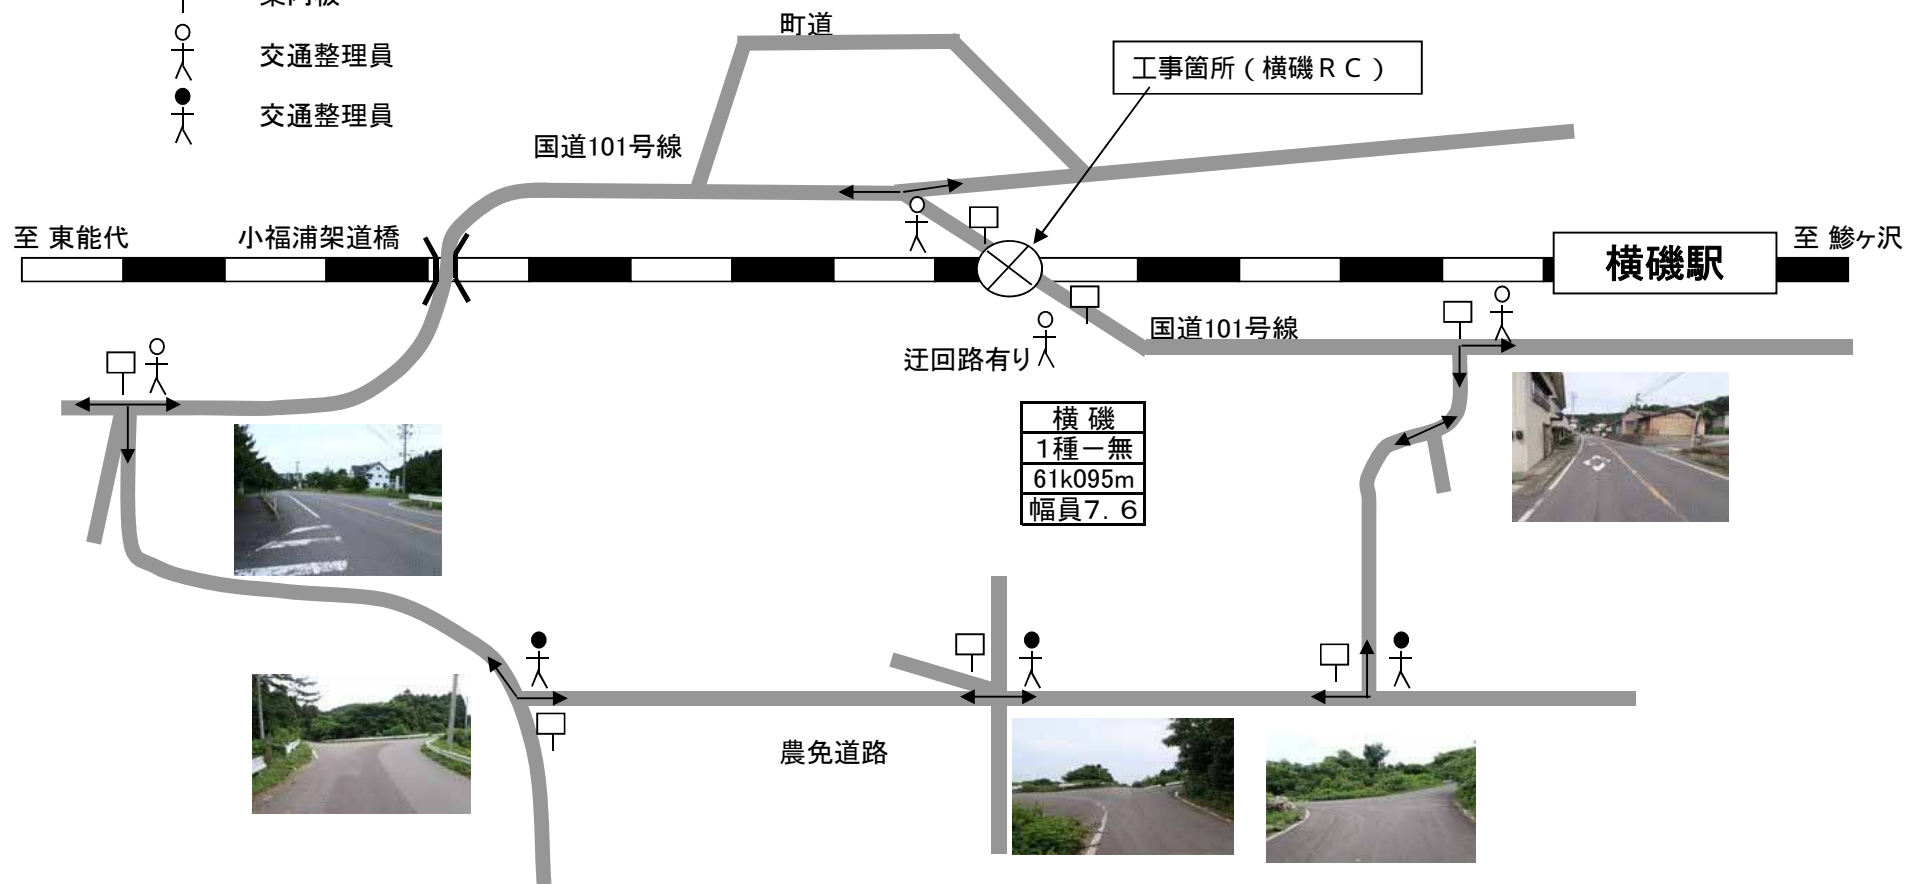 案内板
交通整理員
交通整理員
町道
工事箇所（横磯ＲＣ）
国道101号線
至 東能代
小福浦架道橋
横磯駅
至 鯵ヶ沢
国道101号線
迂回路有り
横 磯
1種－無
61k095m
幅員7．6
農免道路